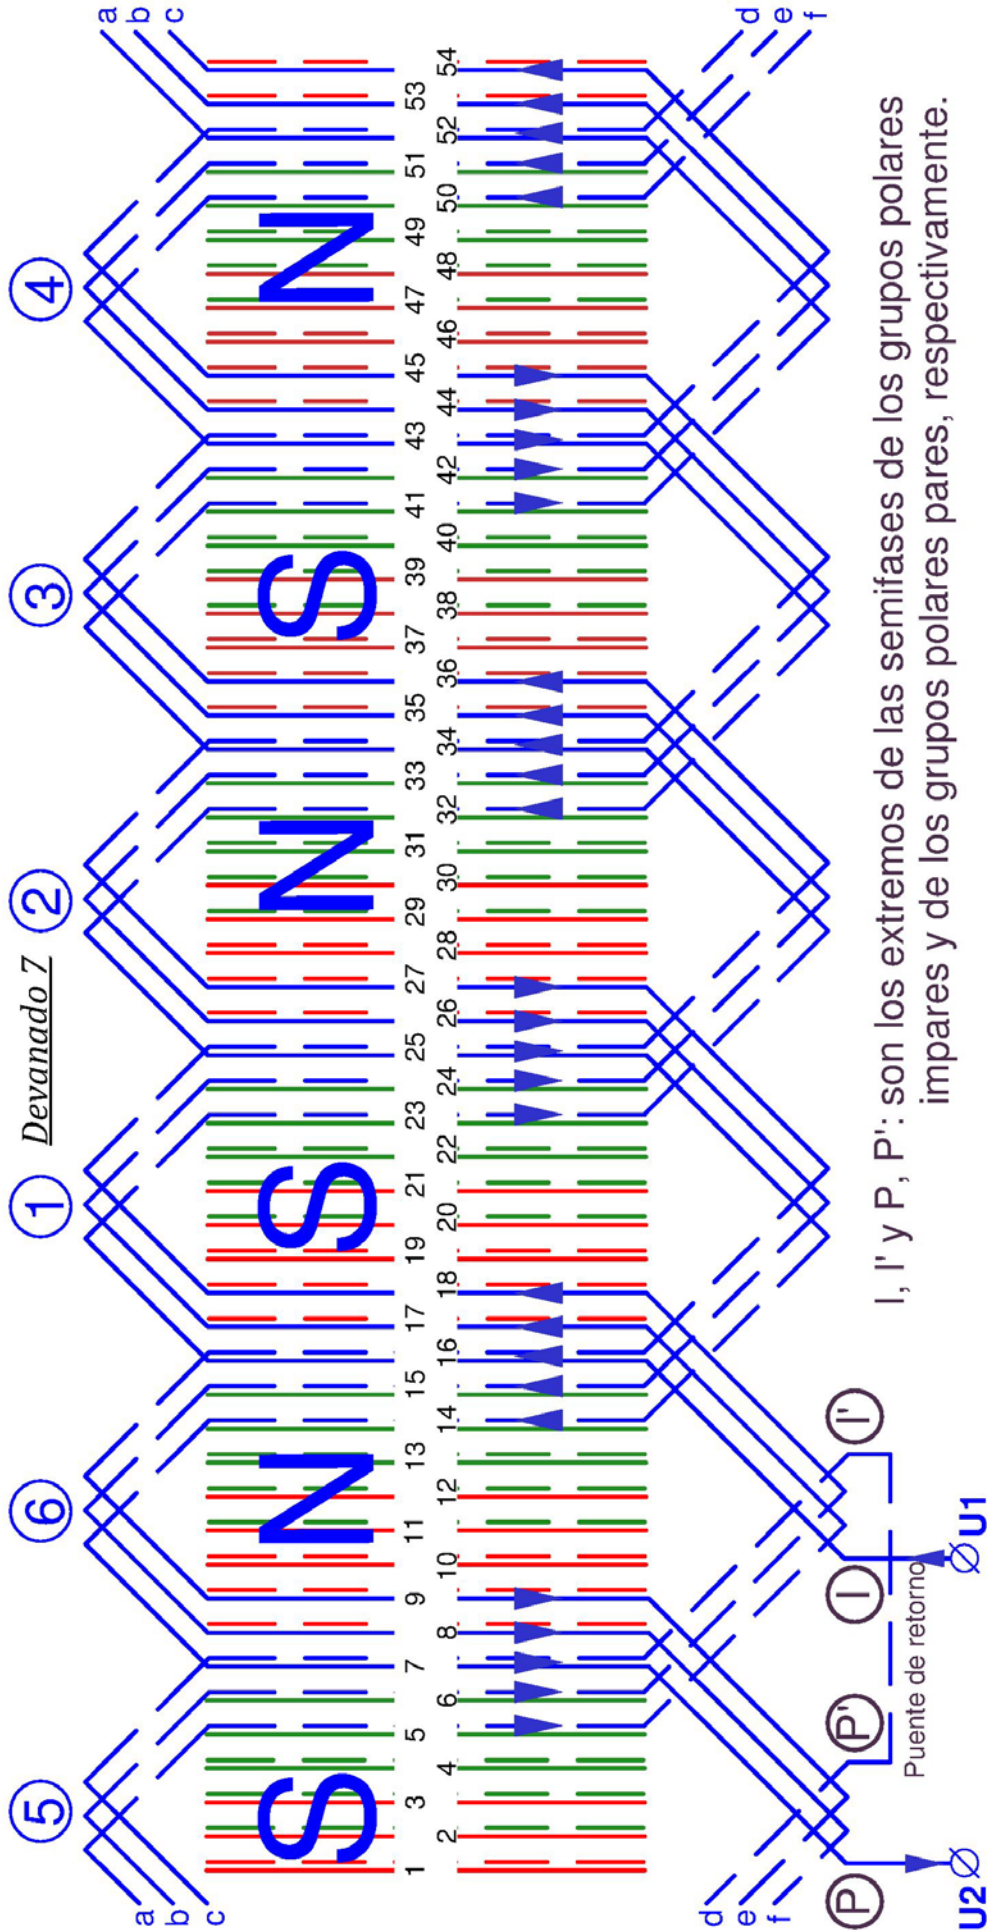 Devanado 7
5 6 1 2 3 4
a
b
c
a
b
c
S N S N S N
1 2 3 4 5 6 7 8 9 10 11 12 13 14 15 16 17 18 19 20 21 22 23 24 25 26 27 28 29 30 31 32 33 34 35 36 37 38 39 40 41 42 43 44 45 46 47 48 49 50 51 52 53 54
d
e
f
d
e
f
P P' I I'
Puente de retorno
U2 U1
I, I' y P, P': son los extremos de las semifases de los grupos polares
impares y de los grupos polares pares, respectivamente.